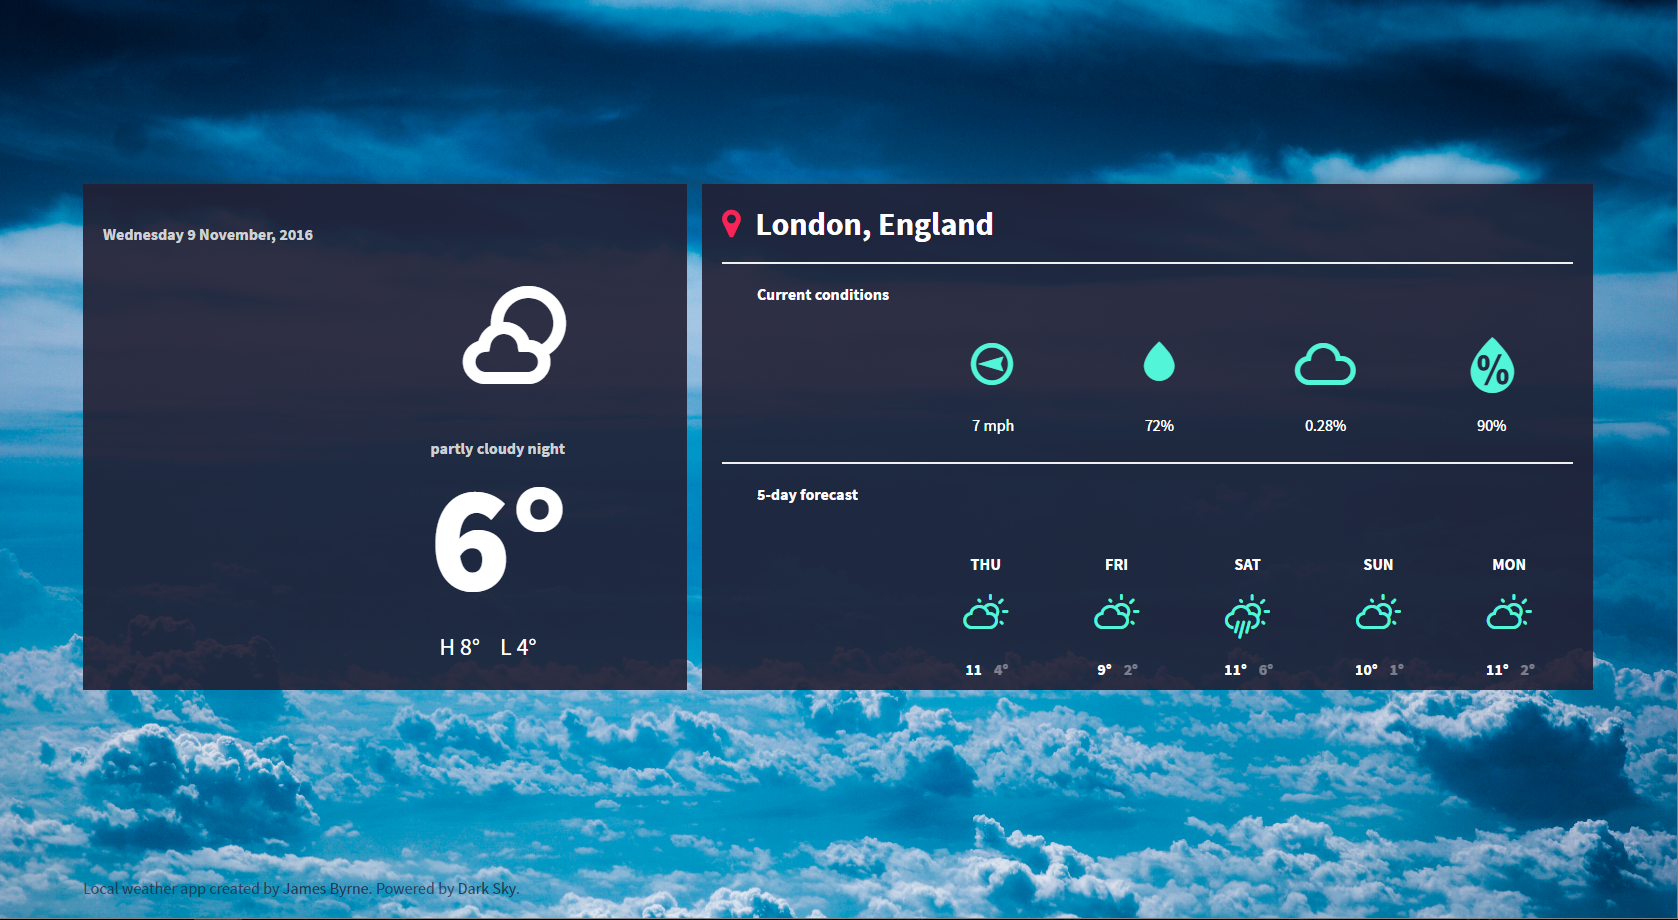 Wednesday 9 November, 2016
partly cloudy night
6°
H 8° L 4°
London, England
Current conditions
%
7 mph 72% 0.28% 90%
5-day forecast
THU FRI SAT SUN MON
11 4° 9° 2° 11° 6° 10° 1° 11° 2°
Local weather app created by James Byrne. Powered by Dark Sky.